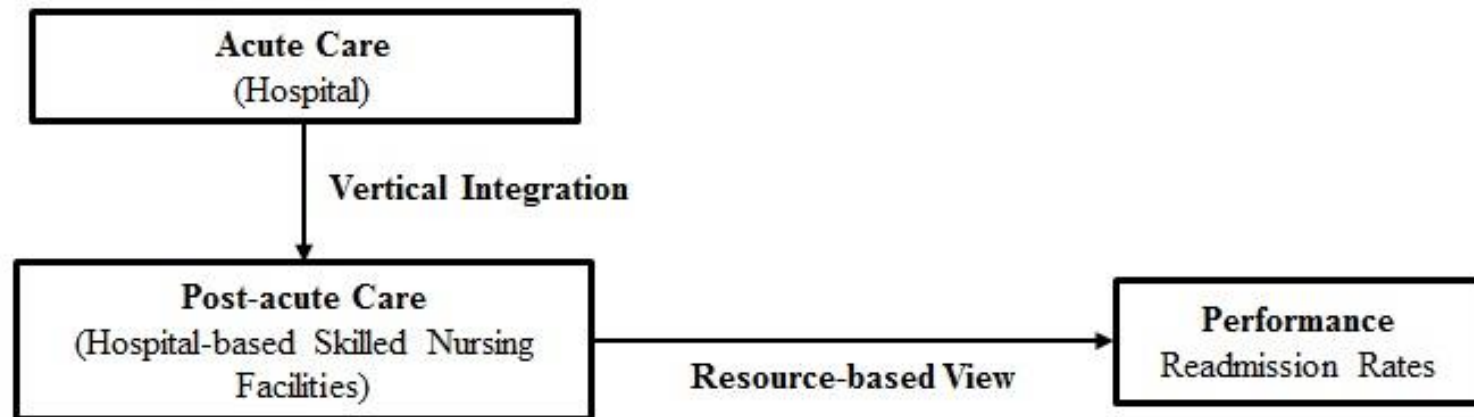 Acute Care
(Hospital)
Vertical Integration
Post-acute Care
(Hospital-based Skilled Nursing
Facilities)
Resource-based View
Performance
Readmission Rates